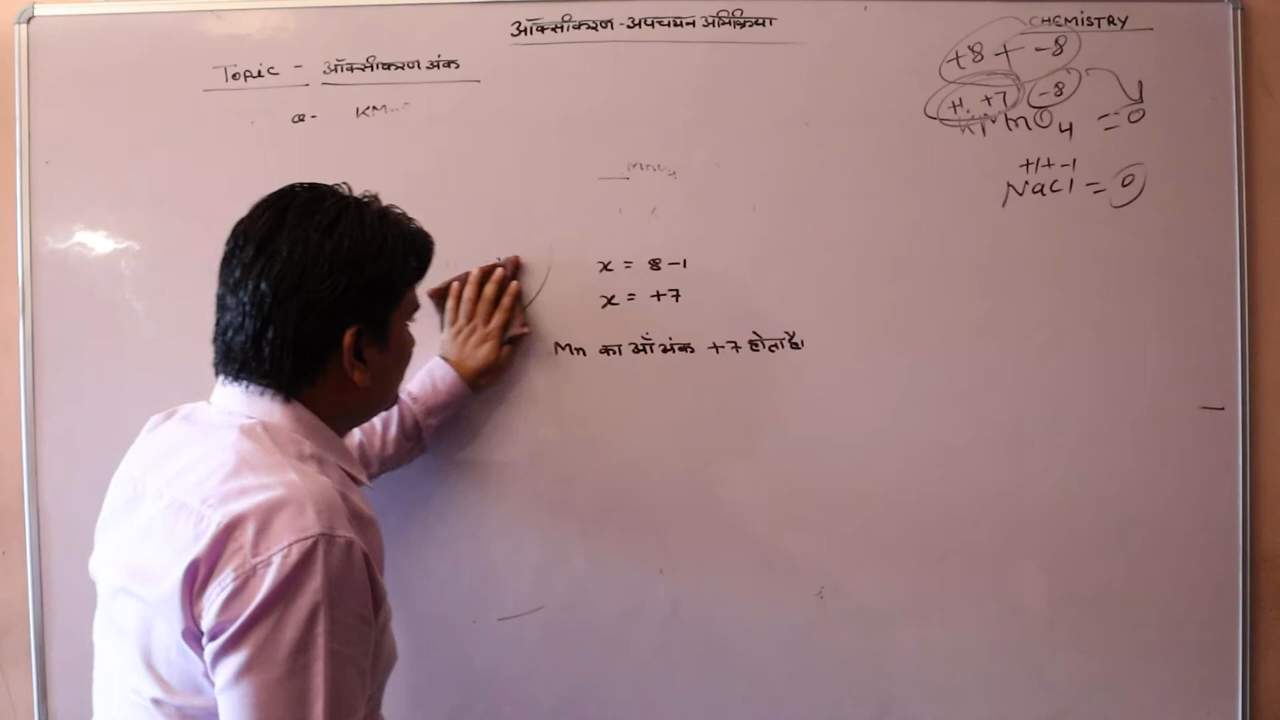 ऑक्सीकरण-अपचयन अभिक्रिया
CHEMISTRY
Topic - ऑक्सीकरण अंक
+8 + -8
+1. +7 -8
KMnO4 = 0
+1+-1
NaCl = 0
x = 8-1
x = +7
Mn का ऑ॰ अंक +7 होता है।